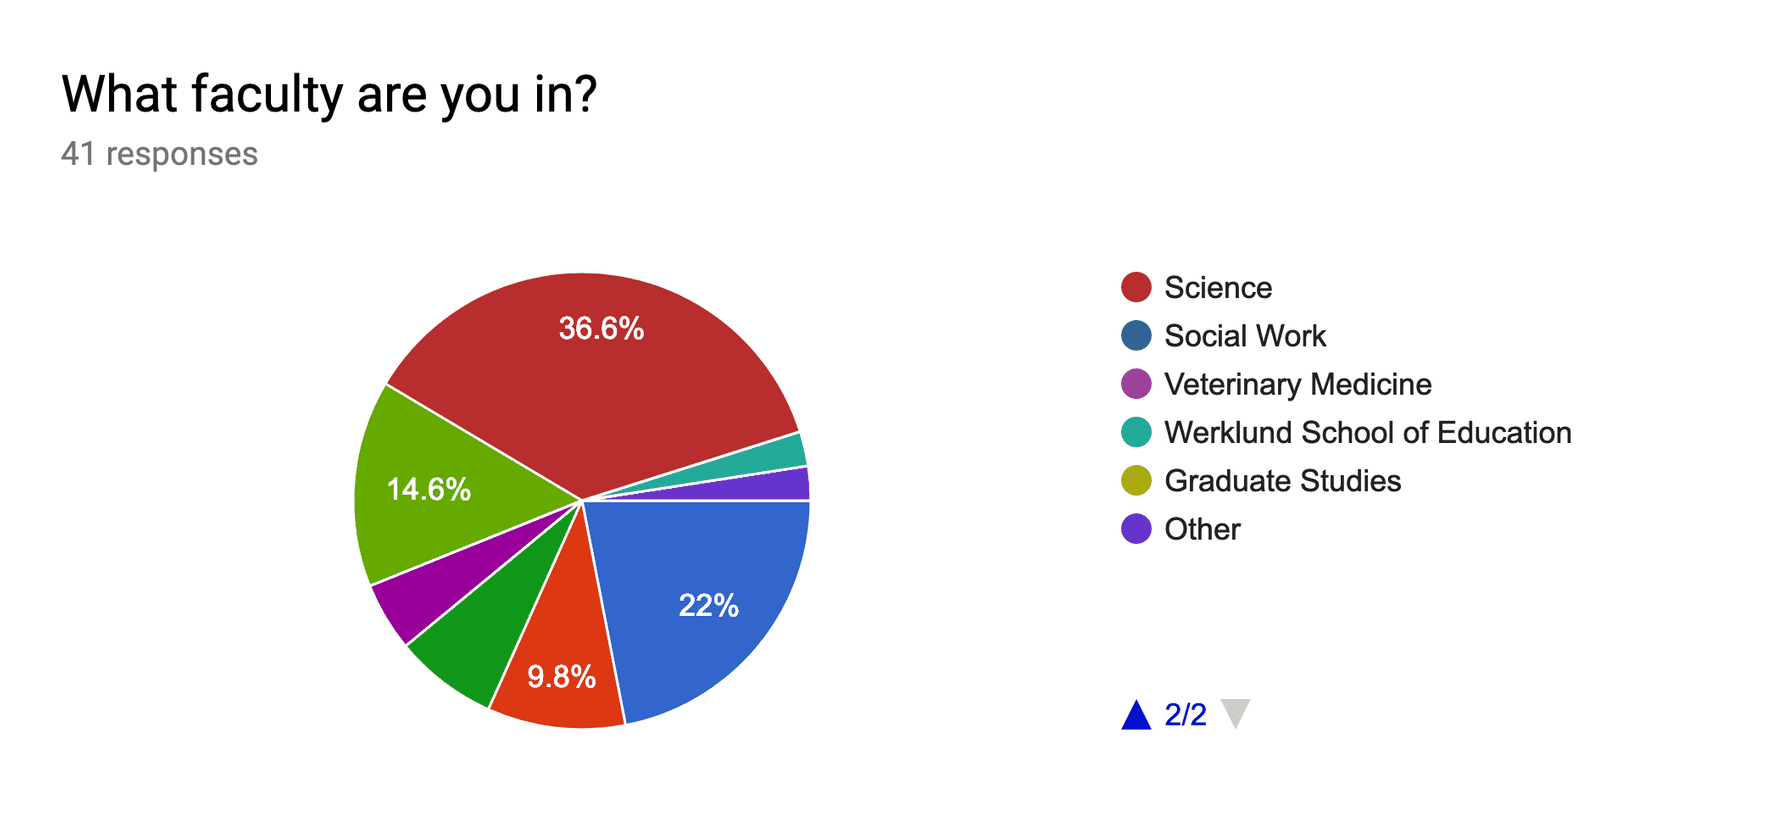 What faculty are you in?
41 responses
36.6%
14.6%
22%
9.8%
Science
Social Work
Veterinary Medicine
Werklund School of Education
Graduate Studies
Other
2/2